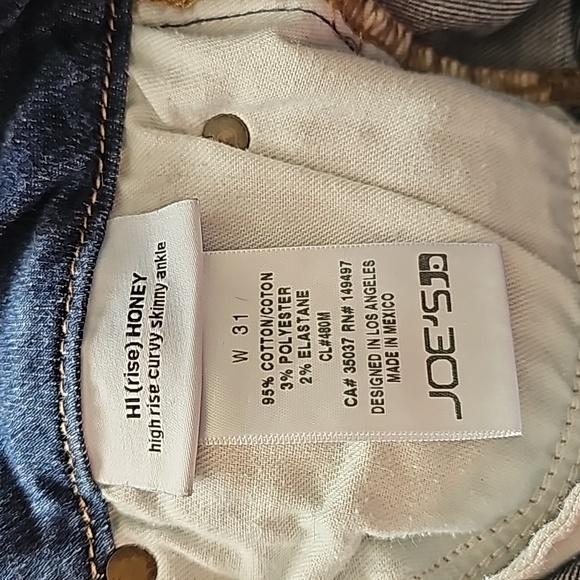 HI (rise) HONEY
high rise curvy skinny ankle
W 31
95% COTTON/COTON
3% POLYESTER
2% ELASTANE
CL#480M
CA# 35037 RN# 149497
DESIGNED IN LOS ANGELES
MADE IN MEXICO
JOE'S